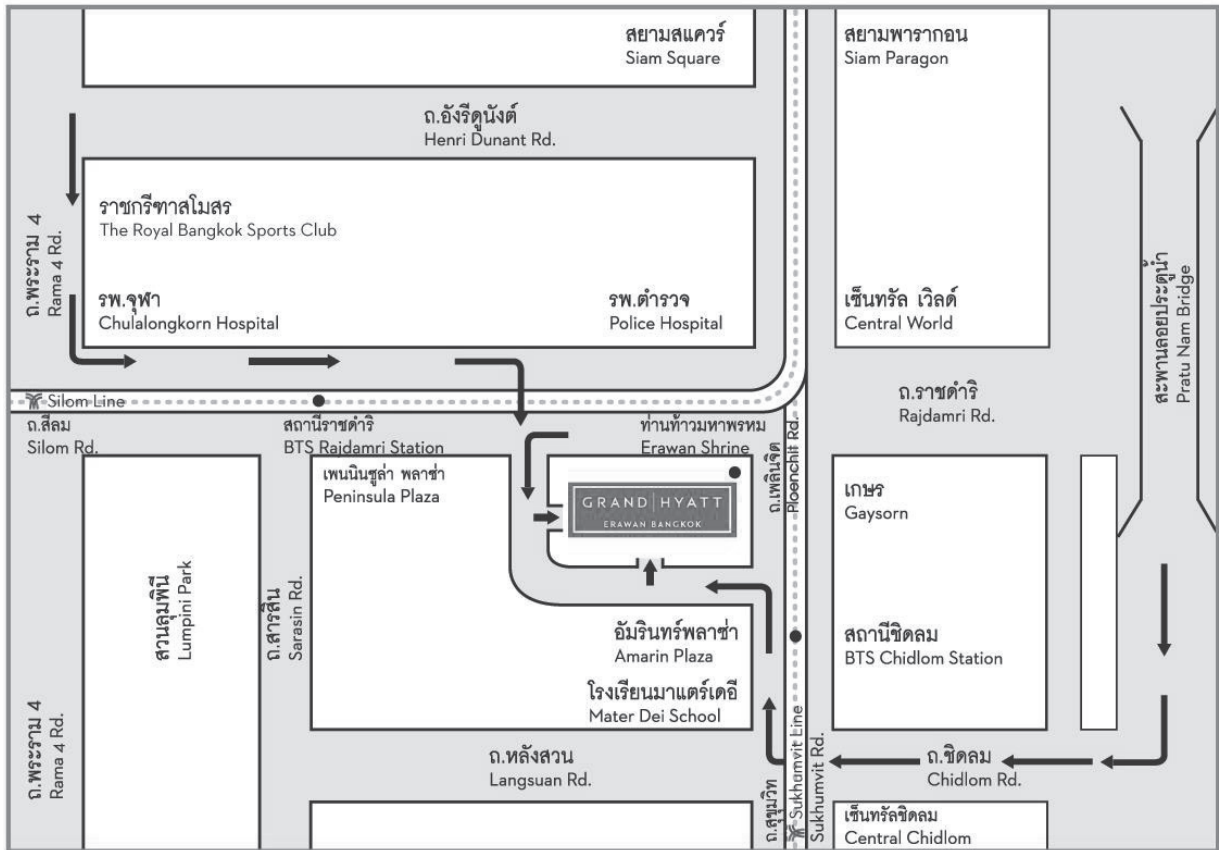 สยามสแควร์
Siam Square
สยามพารากอน
Siam Paragon
ถ.อังรีดูนังต์
Henri Dunant Rd.
ราชกรีฑาสโมสร
The Royal Bangkok Sports Club
ถ.พระราม 4
Rama 4 Rd.
รพ.จุฬา
Chulalongkorn Hospital
รพ.ตำรวจ
Police Hospital
เซ็นทรัล เวิลด์
Central World
สะพานลอยประตูน้ำ
Pratu Nam Bridge
Silom Line
ถ.สีลม
Silom Rd.
สถานีราชดำริ
BTS Rajdamri Station
ท่านท้าวมหาพรหม
Erawan Shrine
ถ.เพลินจิต
Ploenchit Rd.
ถ.ราชดำริ
Rajdamri Rd.
เพนนินซูล่า พลาซ่า
Peninsula Plaza
GRAND | HYATT
ERAWAN BANGKOK
เกษร
Gaysorn
สวนลุมพินี
Lumpini Park
ถ.สารสิน
Sarasin Rd.
อัมรินทร์พลาซ่า
Amarin Plaza
สถานีชิดลม
BTS Chidlom Station
โรงเรียนมาแตร์เดอี
Mater Dei School
ถ.พระราม 4
Rama 4 Rd.
ถ.หลังสวน
Langsuan Rd.
ถ.สุขุมวิท
Sukhumvit Line
Sukhumvit Rd.
ถ.ชิดลม
Chidlom Rd.
เซ็นทรัลชิดลม
Central Chidlom